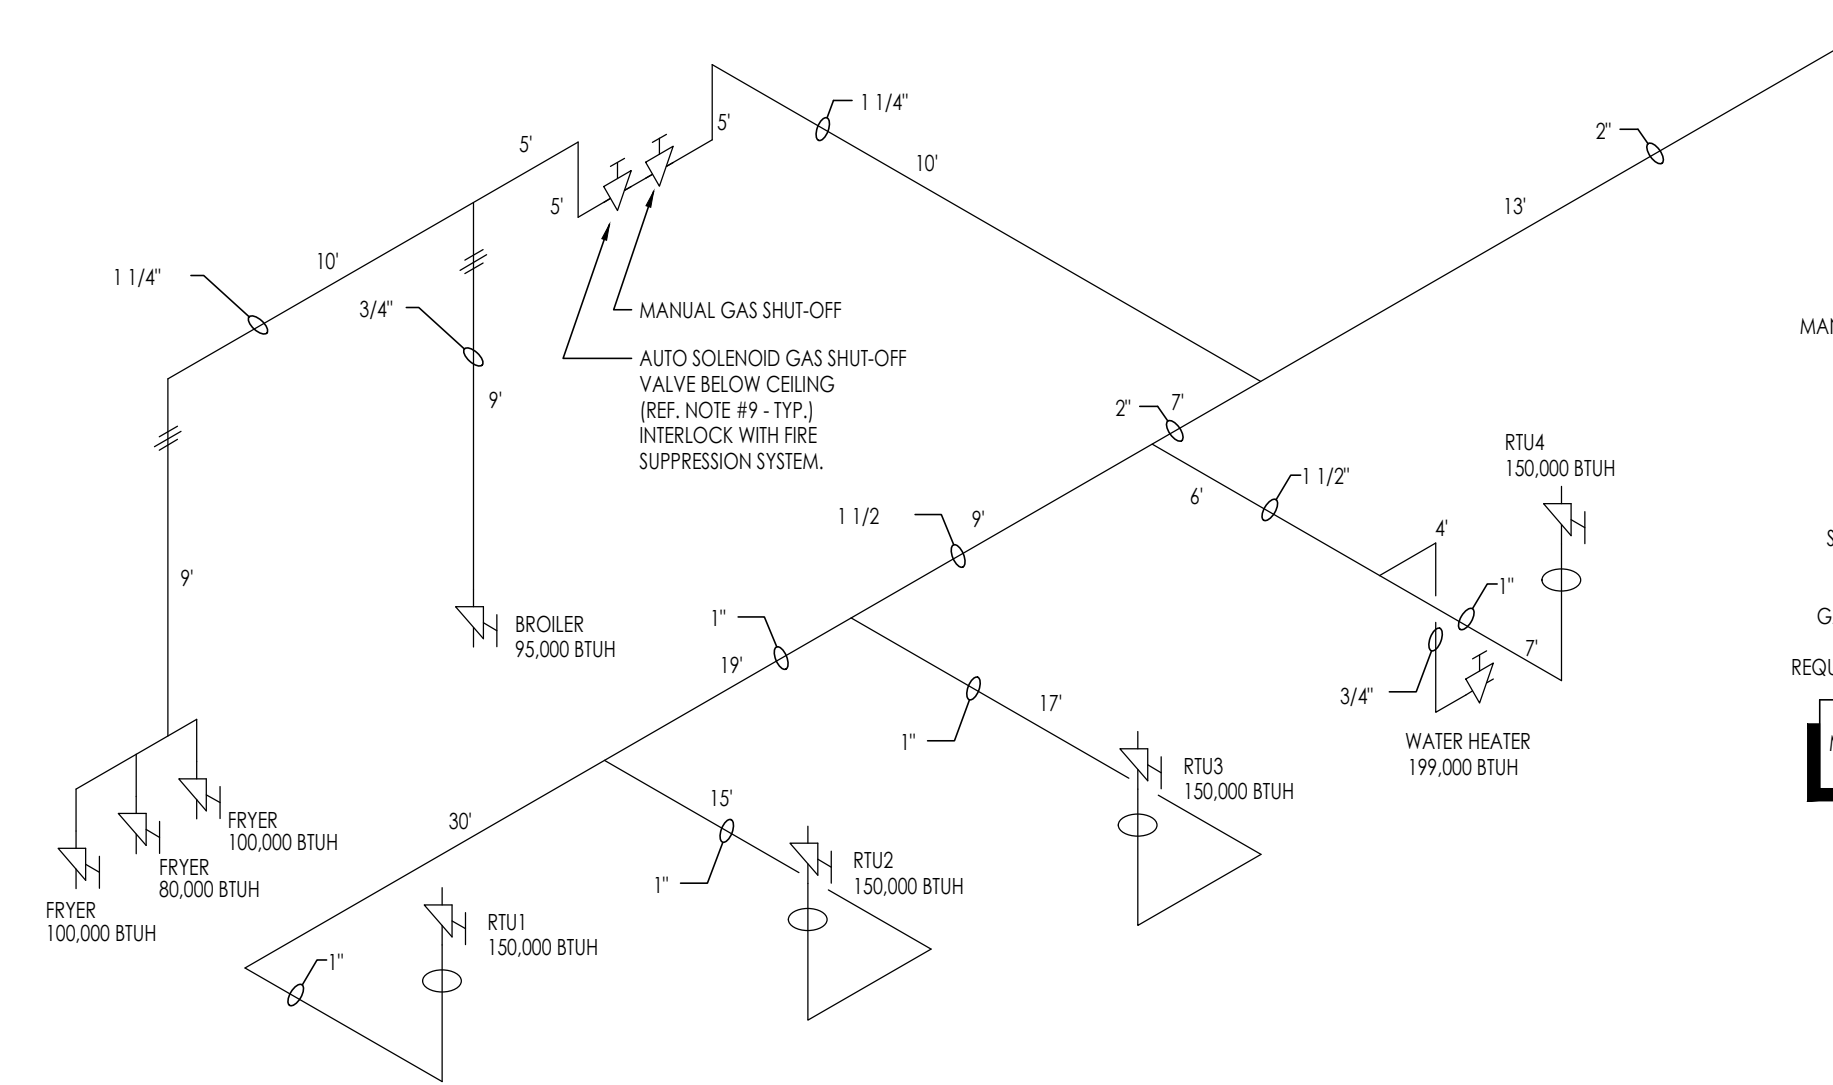 1 1/4"
5'
5'
10'
2"
13'
5'
10'
1 1/4"
3/4"
9'
MANUAL GAS SHUT-OFF
AUTO SOLENOID GAS SHUT-OFF
VALVE BELOW CEILING
(REF. NOTE #9 - TYP.)
INTERLOCK WITH FIRE
SUPPRESSION SYSTEM.
2"
7'
RTU4
150,000 BTUH
1 1/2"
6'
1 1/2
9'
4'
1"
7'
3/4"
WATER HEATER
199,000 BTUH
9'
BROILER
95,000 BTUH
1"
19'
17'
1"
RTU3
150,000 BTUH
15'
1"
RTU2
150,000 BTUH
30'
FRYER
100,000 BTUH
FRYER
80,000 BTUH
FRYER
100,000 BTUH
RTU1
150,000 BTUH
1"
REQU